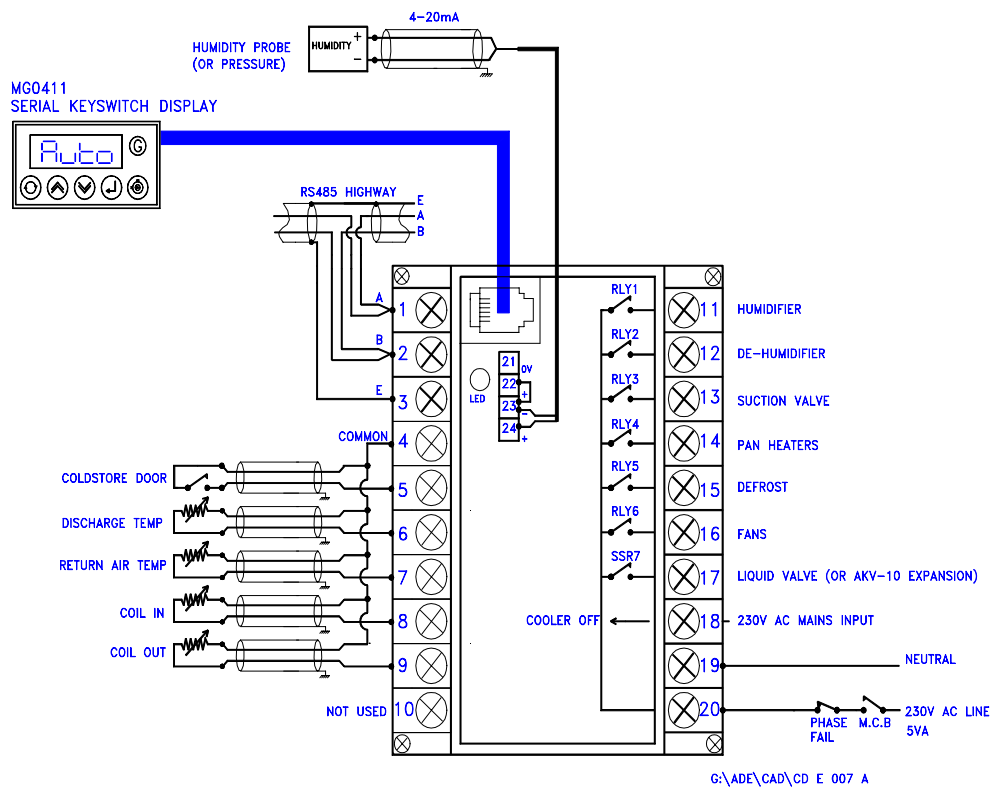 4-20mA
HUMIDITY PROBE
(OR PRESSURE)
HUMIDITY
+
-
MG0411
SERIAL KEYSWITCH DISPLAY
Auto
G
RS485 HIGHWAY
E
A
B
A
1
B
2
E
3
COMMON
4
COLDSTORE DOOR
5
DISCHARGE TEMP
6
RETURN AIR TEMP
7
COIL IN
8
COIL OUT
9
NOT USED
10
LED
21
0V
22
+
23
-
24
+
RLY1
11
HUMIDIFIER
RLY2
12
DE-HUMIDIFIER
RLY3
13
SUCTION VALVE
RLY4
14
PAN HEATERS
RLY5
15
DEFROST
RLY6
16
FANS
SSR7
17
LIQUID VALVE (OR AKV-10 EXPANSION)
COOLER OFF
18
230V AC MAINS INPUT
19
NEUTRAL
20
PHASE
FAIL
M.C.B
230V AC LINE
5VA
G:\ADE\CAD\CD E 007 A